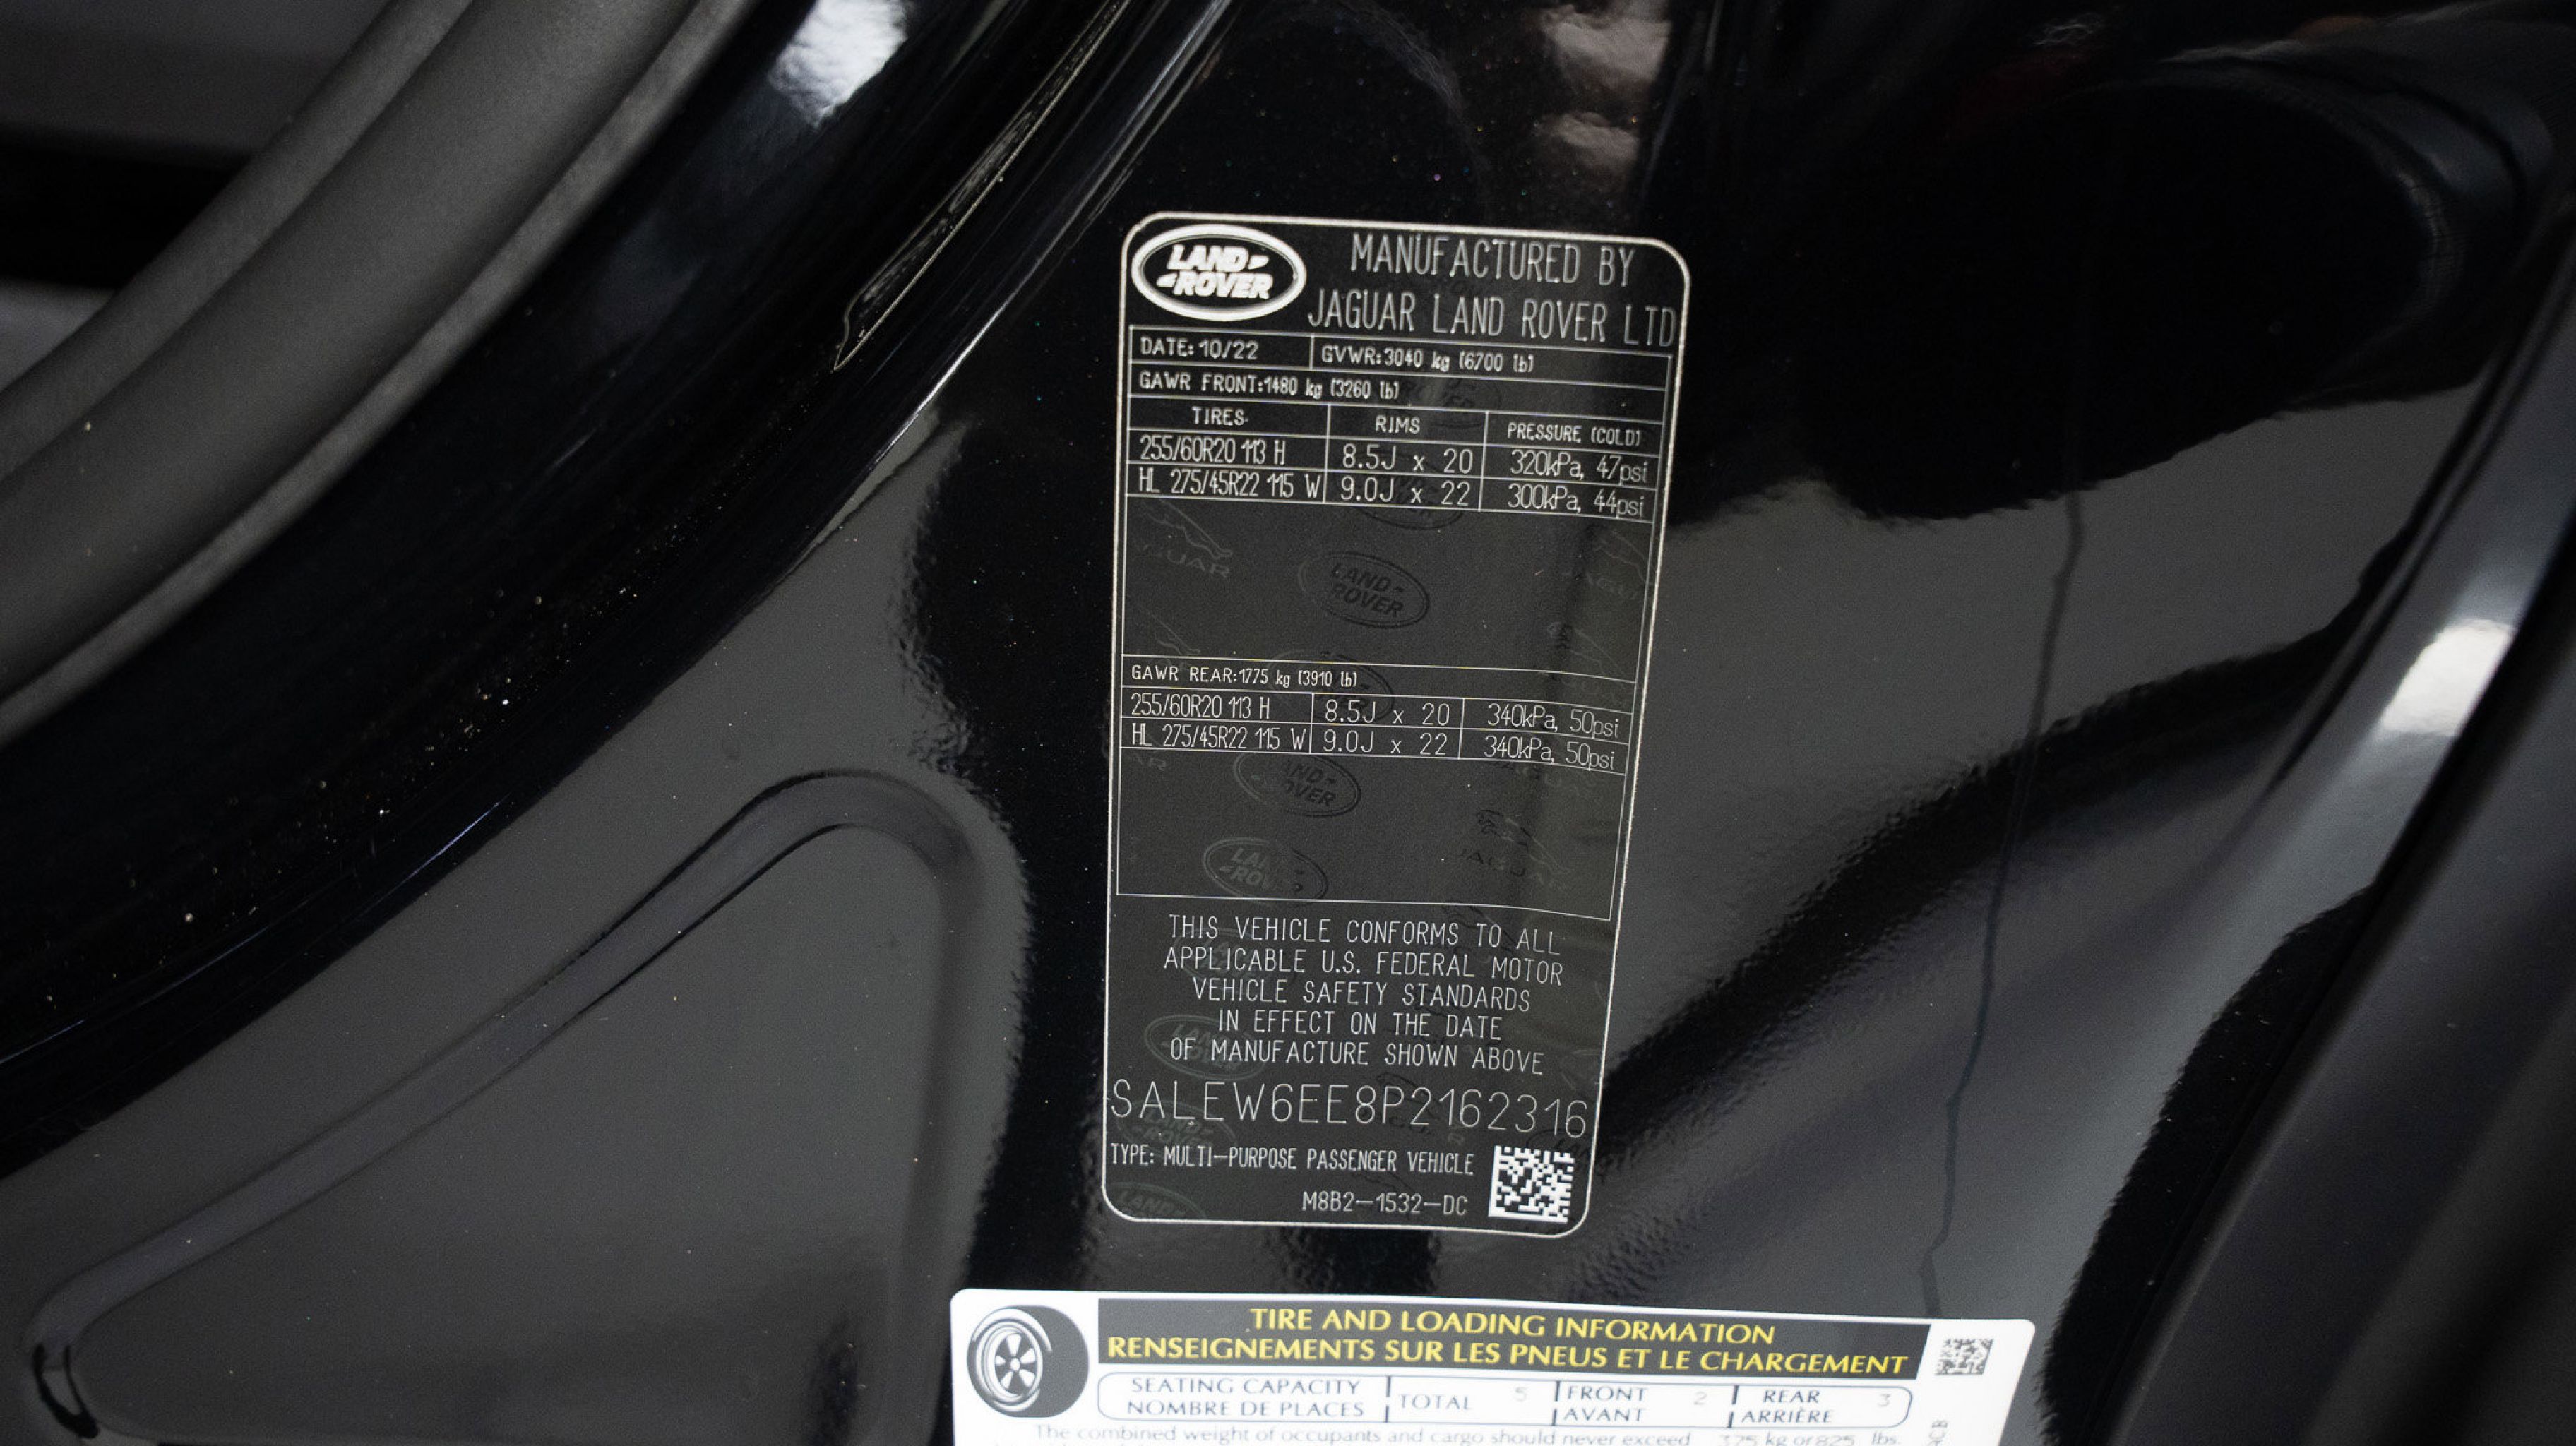 LAND ROVER
MANUFACTURED BY
JAGUAR LAND ROVER LTD
DATE: 10/22 GVWR:3040 kg (6700 lb)
GAWR FRONT:1480 kg (3260 lb)
TIRES RIMS PRESSURE (COLD)
255/60R20 113 H 8.5J x 20 320kPa, 47psi
HL 275/45R22 115 W 9.0J x 22 300kPa, 44psi
GAWR REAR:1775 kg (3910 lb)
255/60R20 113 H 8.5J x 20 340kPa, 50psi
HL 275/45R22 115 W 9.0J x 22 340kPa, 50psi
THIS VEHICLE CONFORMS TO ALL
APPLICABLE U.S. FEDERAL MOTOR
VEHICLE SAFETY STANDARDS
IN EFFECT ON THE DATE
OF MANUFACTURE SHOWN ABOVE
SALEW6EE8P2162316
TYPE: MULTI-PURPOSE PASSENGER VEHICLE
M8B2-1532-DC
TIRE AND LOADING INFORMATION
RENSEIGNEMENTS SUR LES PNEUS ET LE CHARGEMENT
SEATING CAPACITY
NOMBRE DE PLACES
TOTAL 5
FRONT
AVANT
2
REAR
ARRIÈRE
3
The combined weight of occupants and cargo should never exceed 375 kg or 825 lbs.